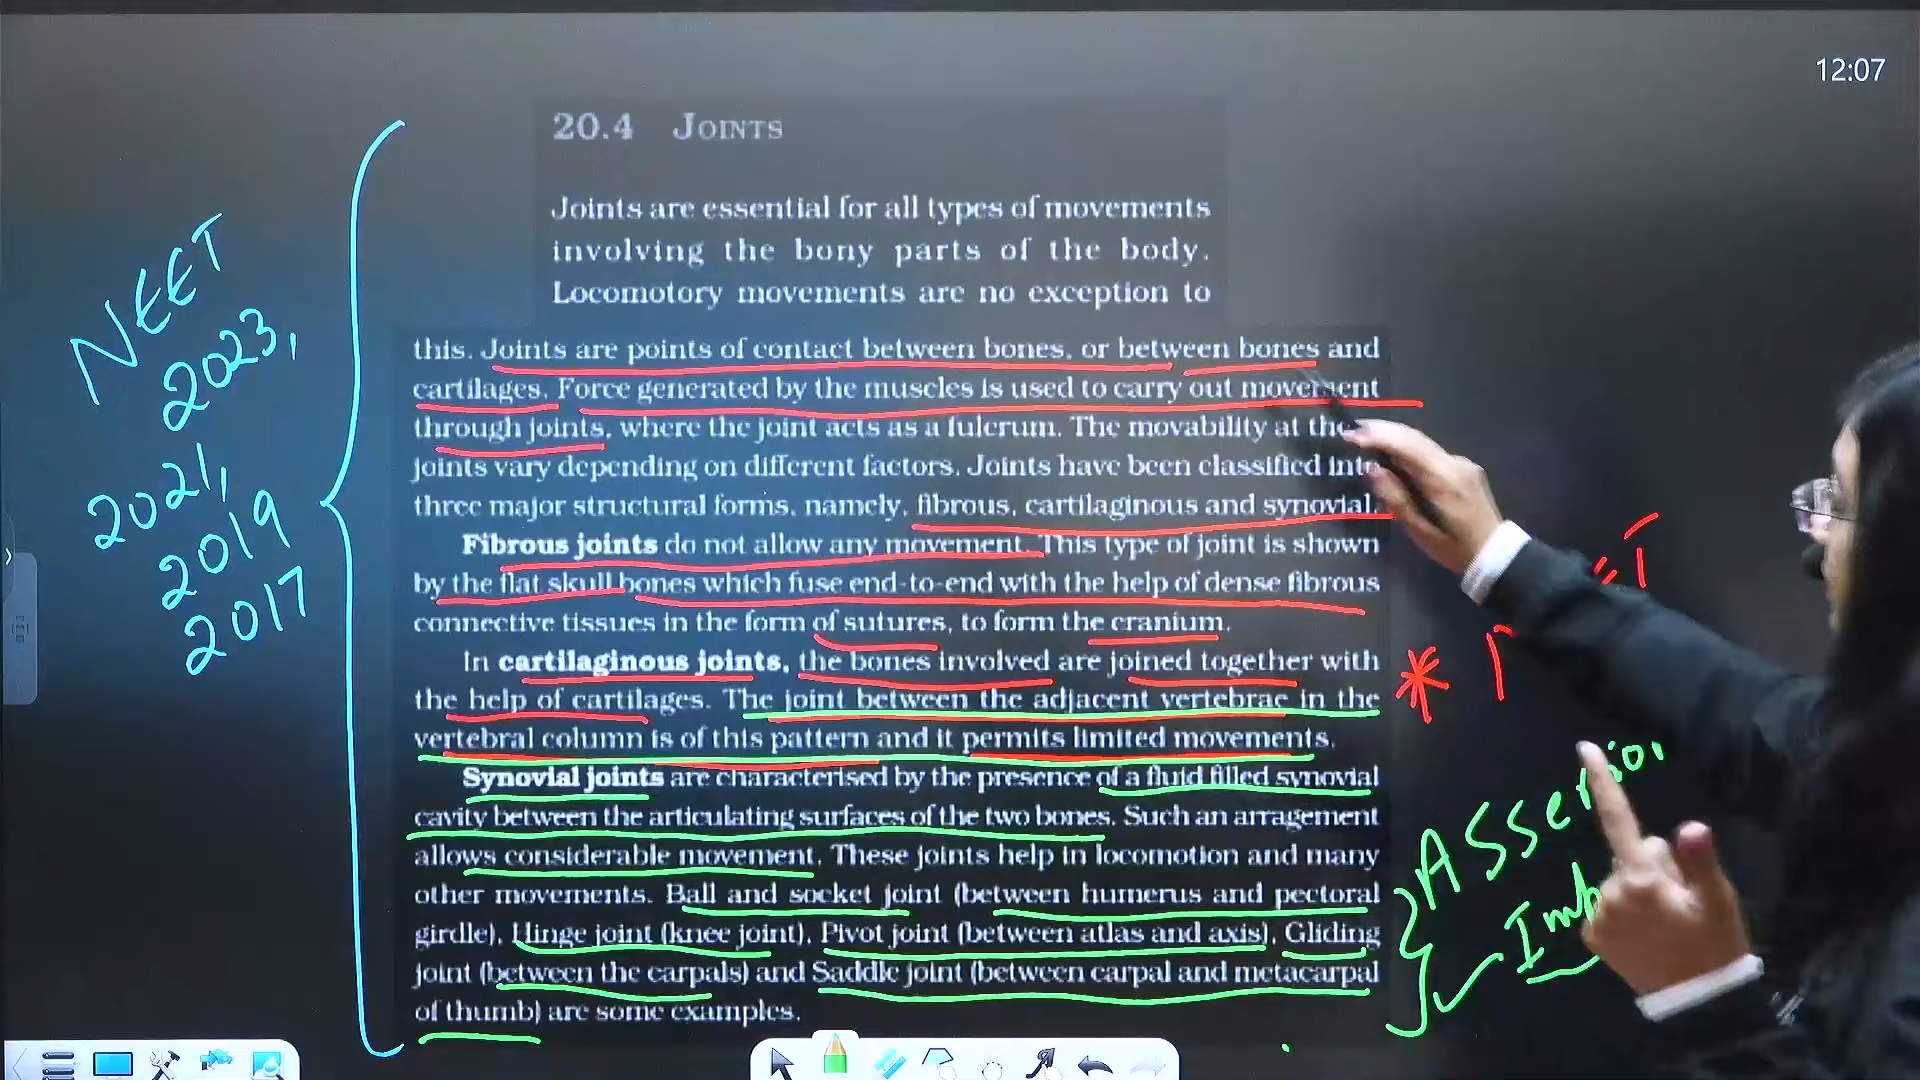 12:07
20.4 JOINTS
Joints are essential for all types of movements
involving the bony parts of the body.
Locomotory movements are no exception to
this. Joints are points of contact between bones, or between bones and
cartilages. Force generated by the muscles is used to carry out movement
through joints, where the joint acts as a fulcrum. The movability at
joints vary depending on different factors. Joints have been classified into
three major structural forms, namely, fibrous, cartilaginous and synovial.
Fibrous joints do not allow any movement. This type of joint is shown
by the flat skull bones which fuse end-to-end with the help of dense fibrous
connective tissues in the form of sutures, to form the cranium.
In cartilaginous joints, the bones involved are joined together with
the help of cartilages. The joint between the adjacent vertebrae in the
vertebral column is of this pattern and it permits limited movements.
Synovial joints are characterised by the presence of a fluid filled synovial
cavity between the articulating surfaces of the two bones. Such an arragement
allows considerable movement. These joints help in locomotion and many
other movements. Ball and socket joint (between humerus and pectoral
girdle), Hinge joint (knee joint), Pivot joint (between atlas and axis), Gliding
joint (between the carpals) and Saddle joint (between carpal and metacarpal
of thumb) are some examples.
NEET
2023,
2021,
2019
2017